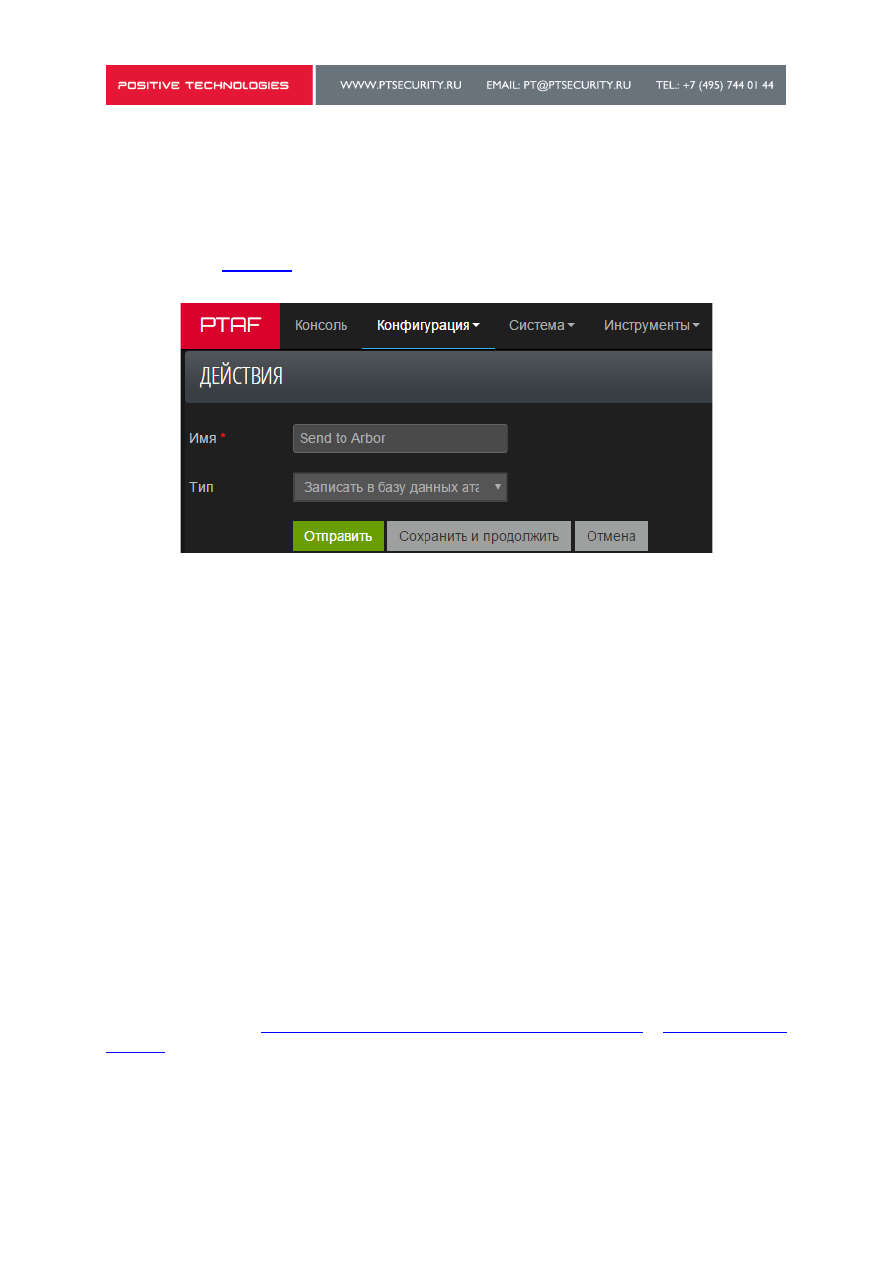 POSITIVE TECHNOLOGIES WWW.PTSECURITY.RU EMAIL: PT@PTSECURITY.RU TEL.: +7 (495) 744 01 44
PTAF Консоль Конфигурация Система Инструменты
ДЕЙСТВИЯ
Имя * Send to Arbor
Тип Записать в базу данных ата
Отправить Сохранить и продолжить Отмена